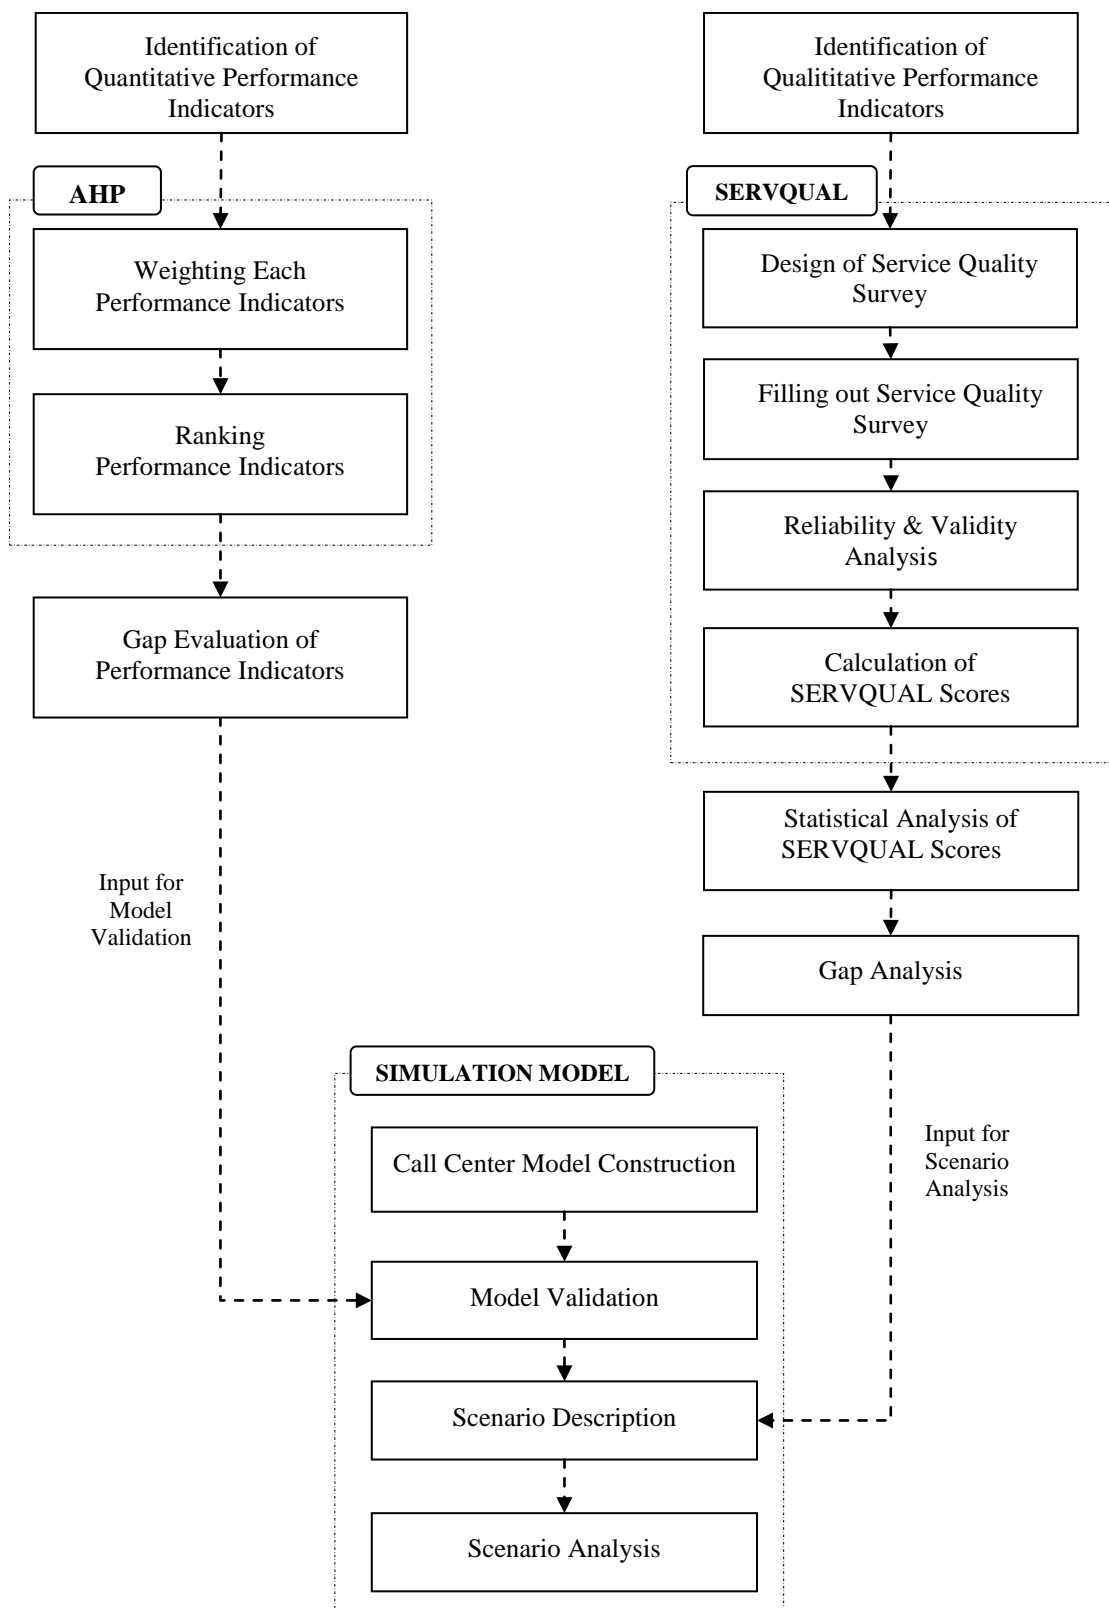 Identification of
Quantitative Performance
Indicators
AHP
Weighting Each
Performance Indicators
Ranking
Performance Indicators
Gap Evaluation of
Performance Indicators
Input for
Model
Validation
Identification of
Qualititative Performance
Indicators
SERVQUAL
Design of Service Quality
Survey
Filling out Service Quality
Survey
Reliability & Validity
Analysis
Calculation of
SERVQUAL Scores
Statistical Analysis of
SERVQUAL Scores
Gap Analysis
Input for
Scenario
Analysis
SIMULATION MODEL
Call Center Model Construction
Model Validation
Scenario Description
Scenario Analysis